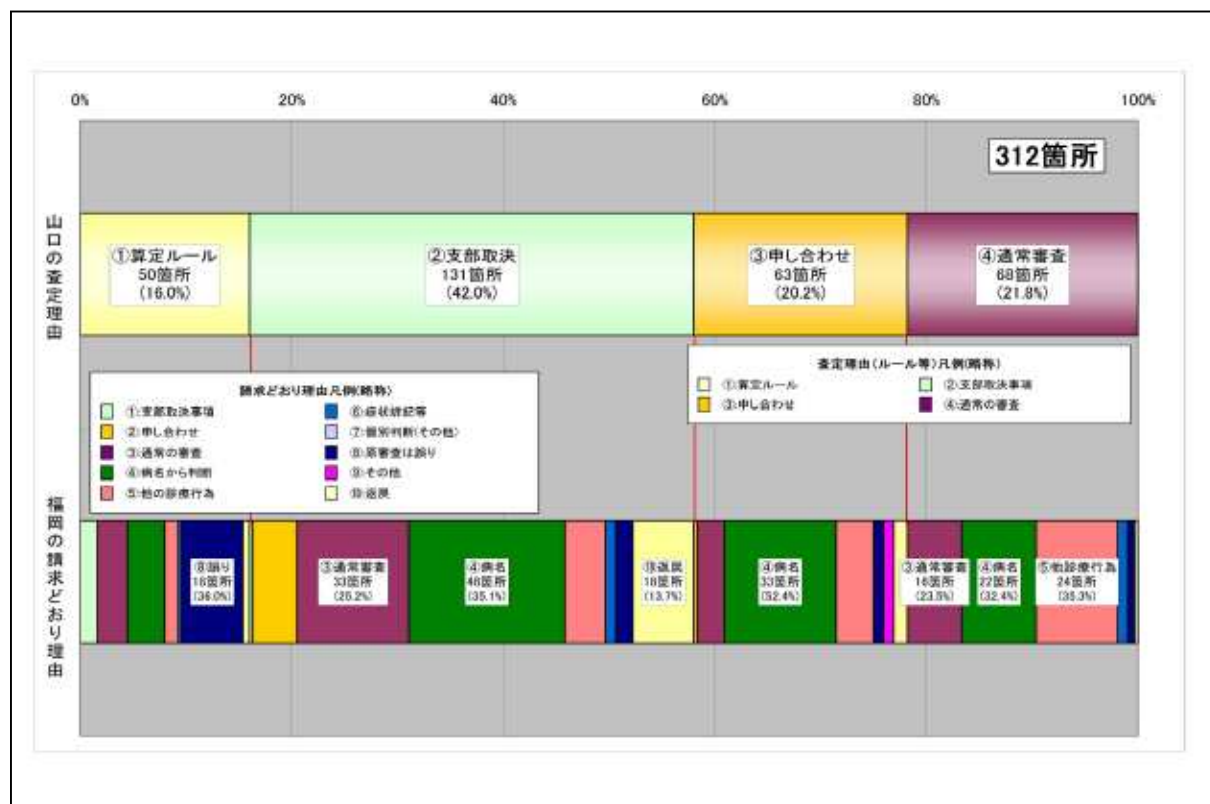 0% 20% 40% 60% 80% 100%
312箇所
山口の査定理由
①算定ルール
50箇所
(16.0%)
②支部取決
131箇所
(42.0%)
③申し合わせ
63箇所
(20.2%)
④通常審査
68箇所
(21.8%)
請求どおり理由凡例(略称)
①:支部取決事項
②:申し合わせ
③:通常の審査
④:病名から判断
⑤:他の診療行為
⑥:症状詳記等
⑦:個別判断(その他)
⑧:原審査は誤り
⑨:その他
⑩:返戻
査定理由(ルール等)凡例(略称)
①:算定ルール
②:支部取決事項
③:申し合わせ
④:通常の審査
福岡の請求どおり理由
⑧誤り
18箇所
(36.0%)
③通常審査
33箇所
(25.2%)
④病名
46箇所
(35.1%)
⑩返戻
18箇所
(13.7%)
④病名
33箇所
(52.4%)
③通常審査
16箇所
(23.5%)
④病名
22箇所
(32.4%)
⑤他診療行為
24箇所
(35.3%)